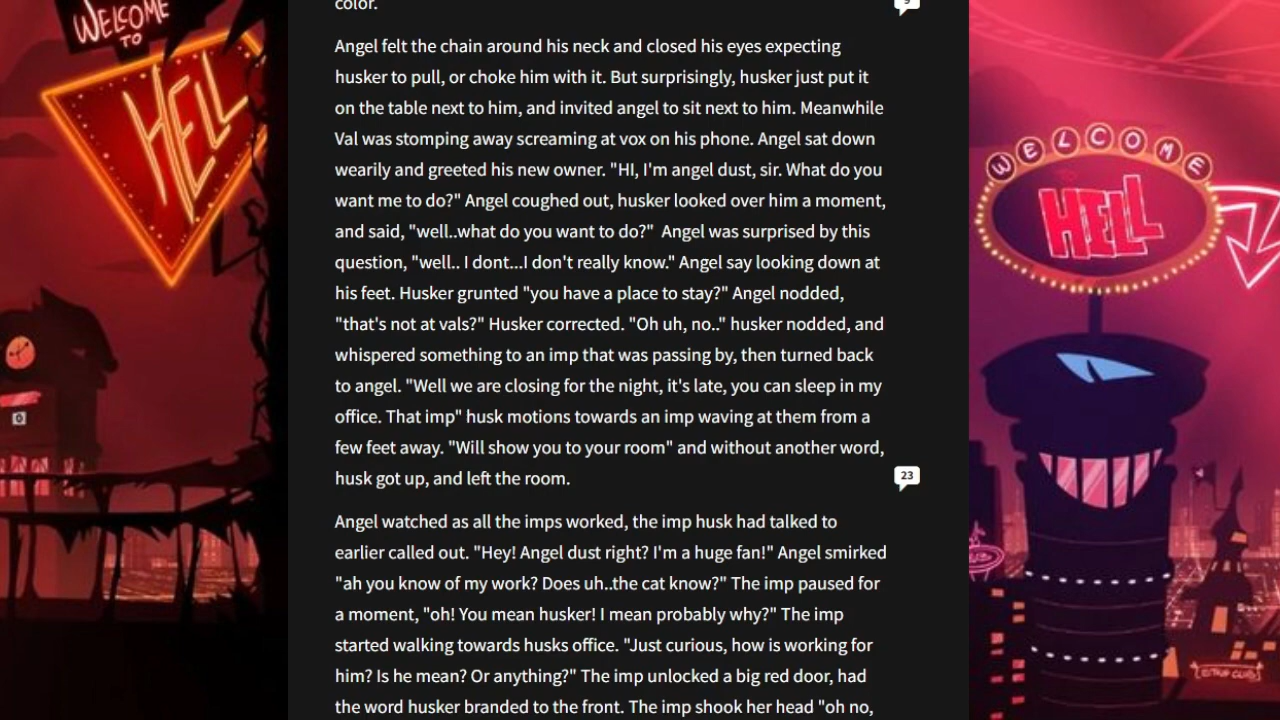 WELCOME
TO
HELL
color.
9
Angel felt the chain around his neck and closed his eyes expecting
husker to pull, or choke him with it. But surprisingly, husker just put it
on the table next to him, and invited angel to sit next to him. Meanwhile
Val was stomping away screaming at vox on his phone. Angel sat down
wearily and greeted his new owner. "HI, I'm angel dust, sir. What do you
want me to do?" Angel coughed out, husker looked over him a moment,
and said, "well..what do you want to do?"  Angel was surprised by this
question, "well.. I dont...I don't really know." Angel say looking down at
his feet. Husker grunted "you have a place to stay?" Angel nodded,
"that's not at vals?" Husker corrected. "Oh uh, no.." husker nodded, and
whispered something to an imp that was passing by, then turned back
to angel. "Well we are closing for the night, it's late, you can sleep in my
office. That imp" husk motions towards an imp waving at them from a
few feet away. "Will show you to your room" and without another word,
husk got up, and left the room.
23
Angel watched as all the imps worked, the imp husk had talked to
earlier called out. "Hey! Angel dust right? I'm a huge fan!" Angel smirked
"ah you know of my work? Does uh..the cat know?" The imp paused for
a moment, "oh! You mean husker! I mean probably why?" The imp
started walking towards husks office. "Just curious, how is working for
him? Is he mean? Or anything?" The imp unlocked a big red door, had
the word husker branded to the front. The imp shook her head "oh no,
WELCOME
HELL